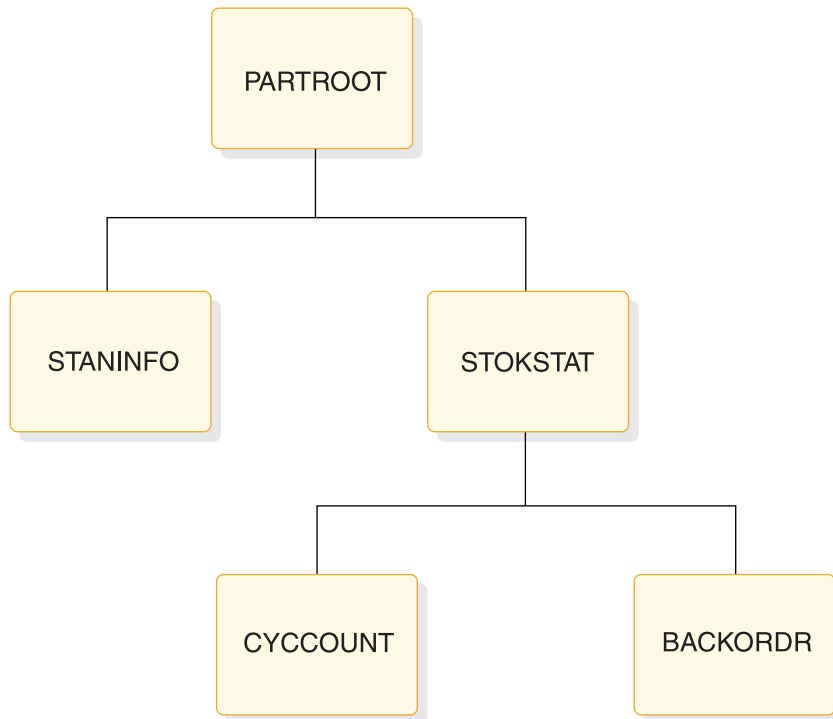 PARTROOT
STANINFO
STOKSTAT
CYCCOUNT
BACKORDR